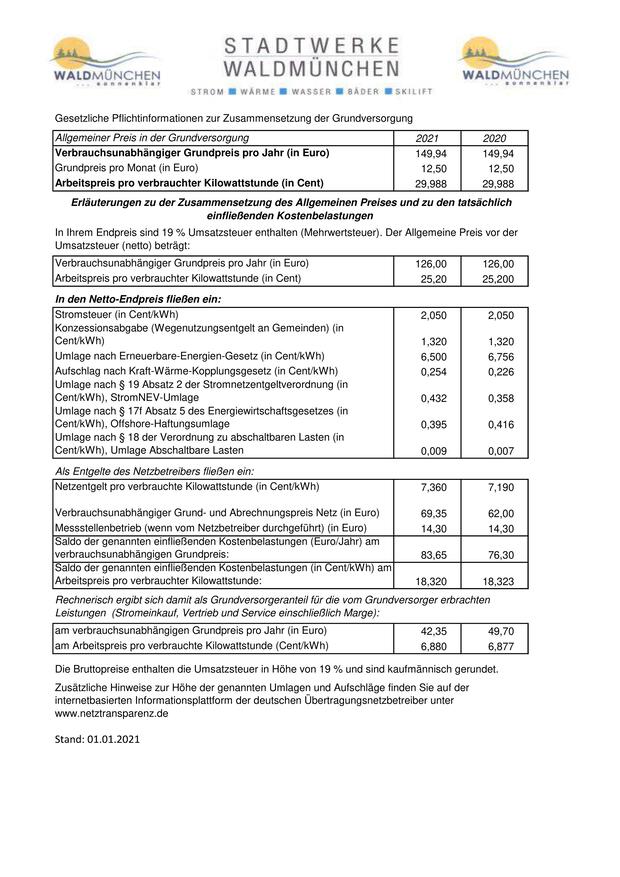 STADTWERKE
WALDMÜNCHEN
WALDMÜNCHEN
... sonnenklar
WALDMÜNCHEN
... sonnenklar
STROM ■ WÄRME ■ WASSER ■ BÄDER ■ SKILIFT
Gesetzliche Pflichtinformationen zur Zusammensetzung der Grundversorgung
Allgemeiner Preis in der Grundversorgung 2021 2020
Verbrauchsunabhängiger Grundpreis pro Jahr (in Euro) 149,94 149,94
Grundpreis pro Monat (in Euro) 12,50 12,50
Arbeitspreis pro verbrauchter Kilowattstunde (in Cent) 29,988 29,988
Erläuterungen zu der Zusammensetzung des Allgemeinen Preises und zu den tatsächlich
einfließenden Kostenbelastungen
In Ihrem Endpreis sind 19 % Umsatzsteuer enthalten (Mehrwertsteuer). Der Allgemeine Preis vor der
Umsatzsteuer (netto) beträgt:
Verbrauchsunabhängiger Grundpreis pro Jahr (in Euro) 126,00 126,00
Arbeitspreis pro verbrauchter Kilowattstunde (in Cent) 25,20 25,200
In den Netto-Endpreis fließen ein:
Stromsteuer (in Cent/kWh) 2,050 2,050
Konzessionsabgabe (Wegenutzungsentgelt an Gemeinden) (in
Cent/kWh) 1,320 1,320
Umlage nach Erneuerbare-Energien-Gesetz (in Cent/kWh) 6,500 6,756
Aufschlag nach Kraft-Wärme-Kopplungsgesetz (in Cent/kWh) 0,254 0,226
Umlage nach § 19 Absatz 2 der Stromnetzentgeltverordnung (in
Cent/kWh), StromNEV-Umlage 0,432 0,358
Umlage nach § 17f Absatz 5 des Energiewirtschaftsgesetzes (in
Cent/kWh), Offshore-Haftungsumlage 0,395 0,416
Umlage nach § 18 der Verordnung zu abschaltbaren Lasten (in
Cent/kWh), Umlage Abschaltbare Lasten 0,009 0,007
Als Entgelte des Netzbetreibers fließen ein:
Netzentgelt pro verbrauchte Kilowattstunde (in Cent/kWh) 7,360 7,190
Verbrauchsunabhängiger Grund- und Abrechnungspreis Netz (in Euro) 69,35 62,00
Messstellenbetrieb (wenn vom Netzbetreiber durchgeführt) (in Euro) 14,30 14,30
Saldo der genannten einfließenden Kostenbelastungen (Euro/Jahr) am
verbrauchsunabhängigen Grundpreis: 83,65 76,30
Saldo der genannten einfließenden Kostenbelastungen (in Cent/kWh) am
Arbeitspreis pro verbrauchter Kilowattstunde: 18,320 18,323
Rechnerisch ergibt sich damit als Grundversorgeranteil für die vom Grundversorger erbrachten
Leistungen (Stromeinkauf, Vertrieb und Service einschließlich Marge):
am verbrauchsunabhängigen Grundpreis pro Jahr (in Euro) 42,35 49,70
am Arbeitspreis pro verbrauchte Kilowattstunde (Cent/kWh) 6,880 6,877
Die Bruttopreise enthalten die Umsatzsteuer in Höhe von 19 % und sind kaufmännisch gerundet.
Zusätzliche Hinweise zur Höhe der genannten Umlagen und Aufschläge finden Sie auf der
internetbasierten Informationsplattform der deutschen Übertragungsnetzbetreiber unter
www.netztransparenz.de
Stand: 01.01.2021